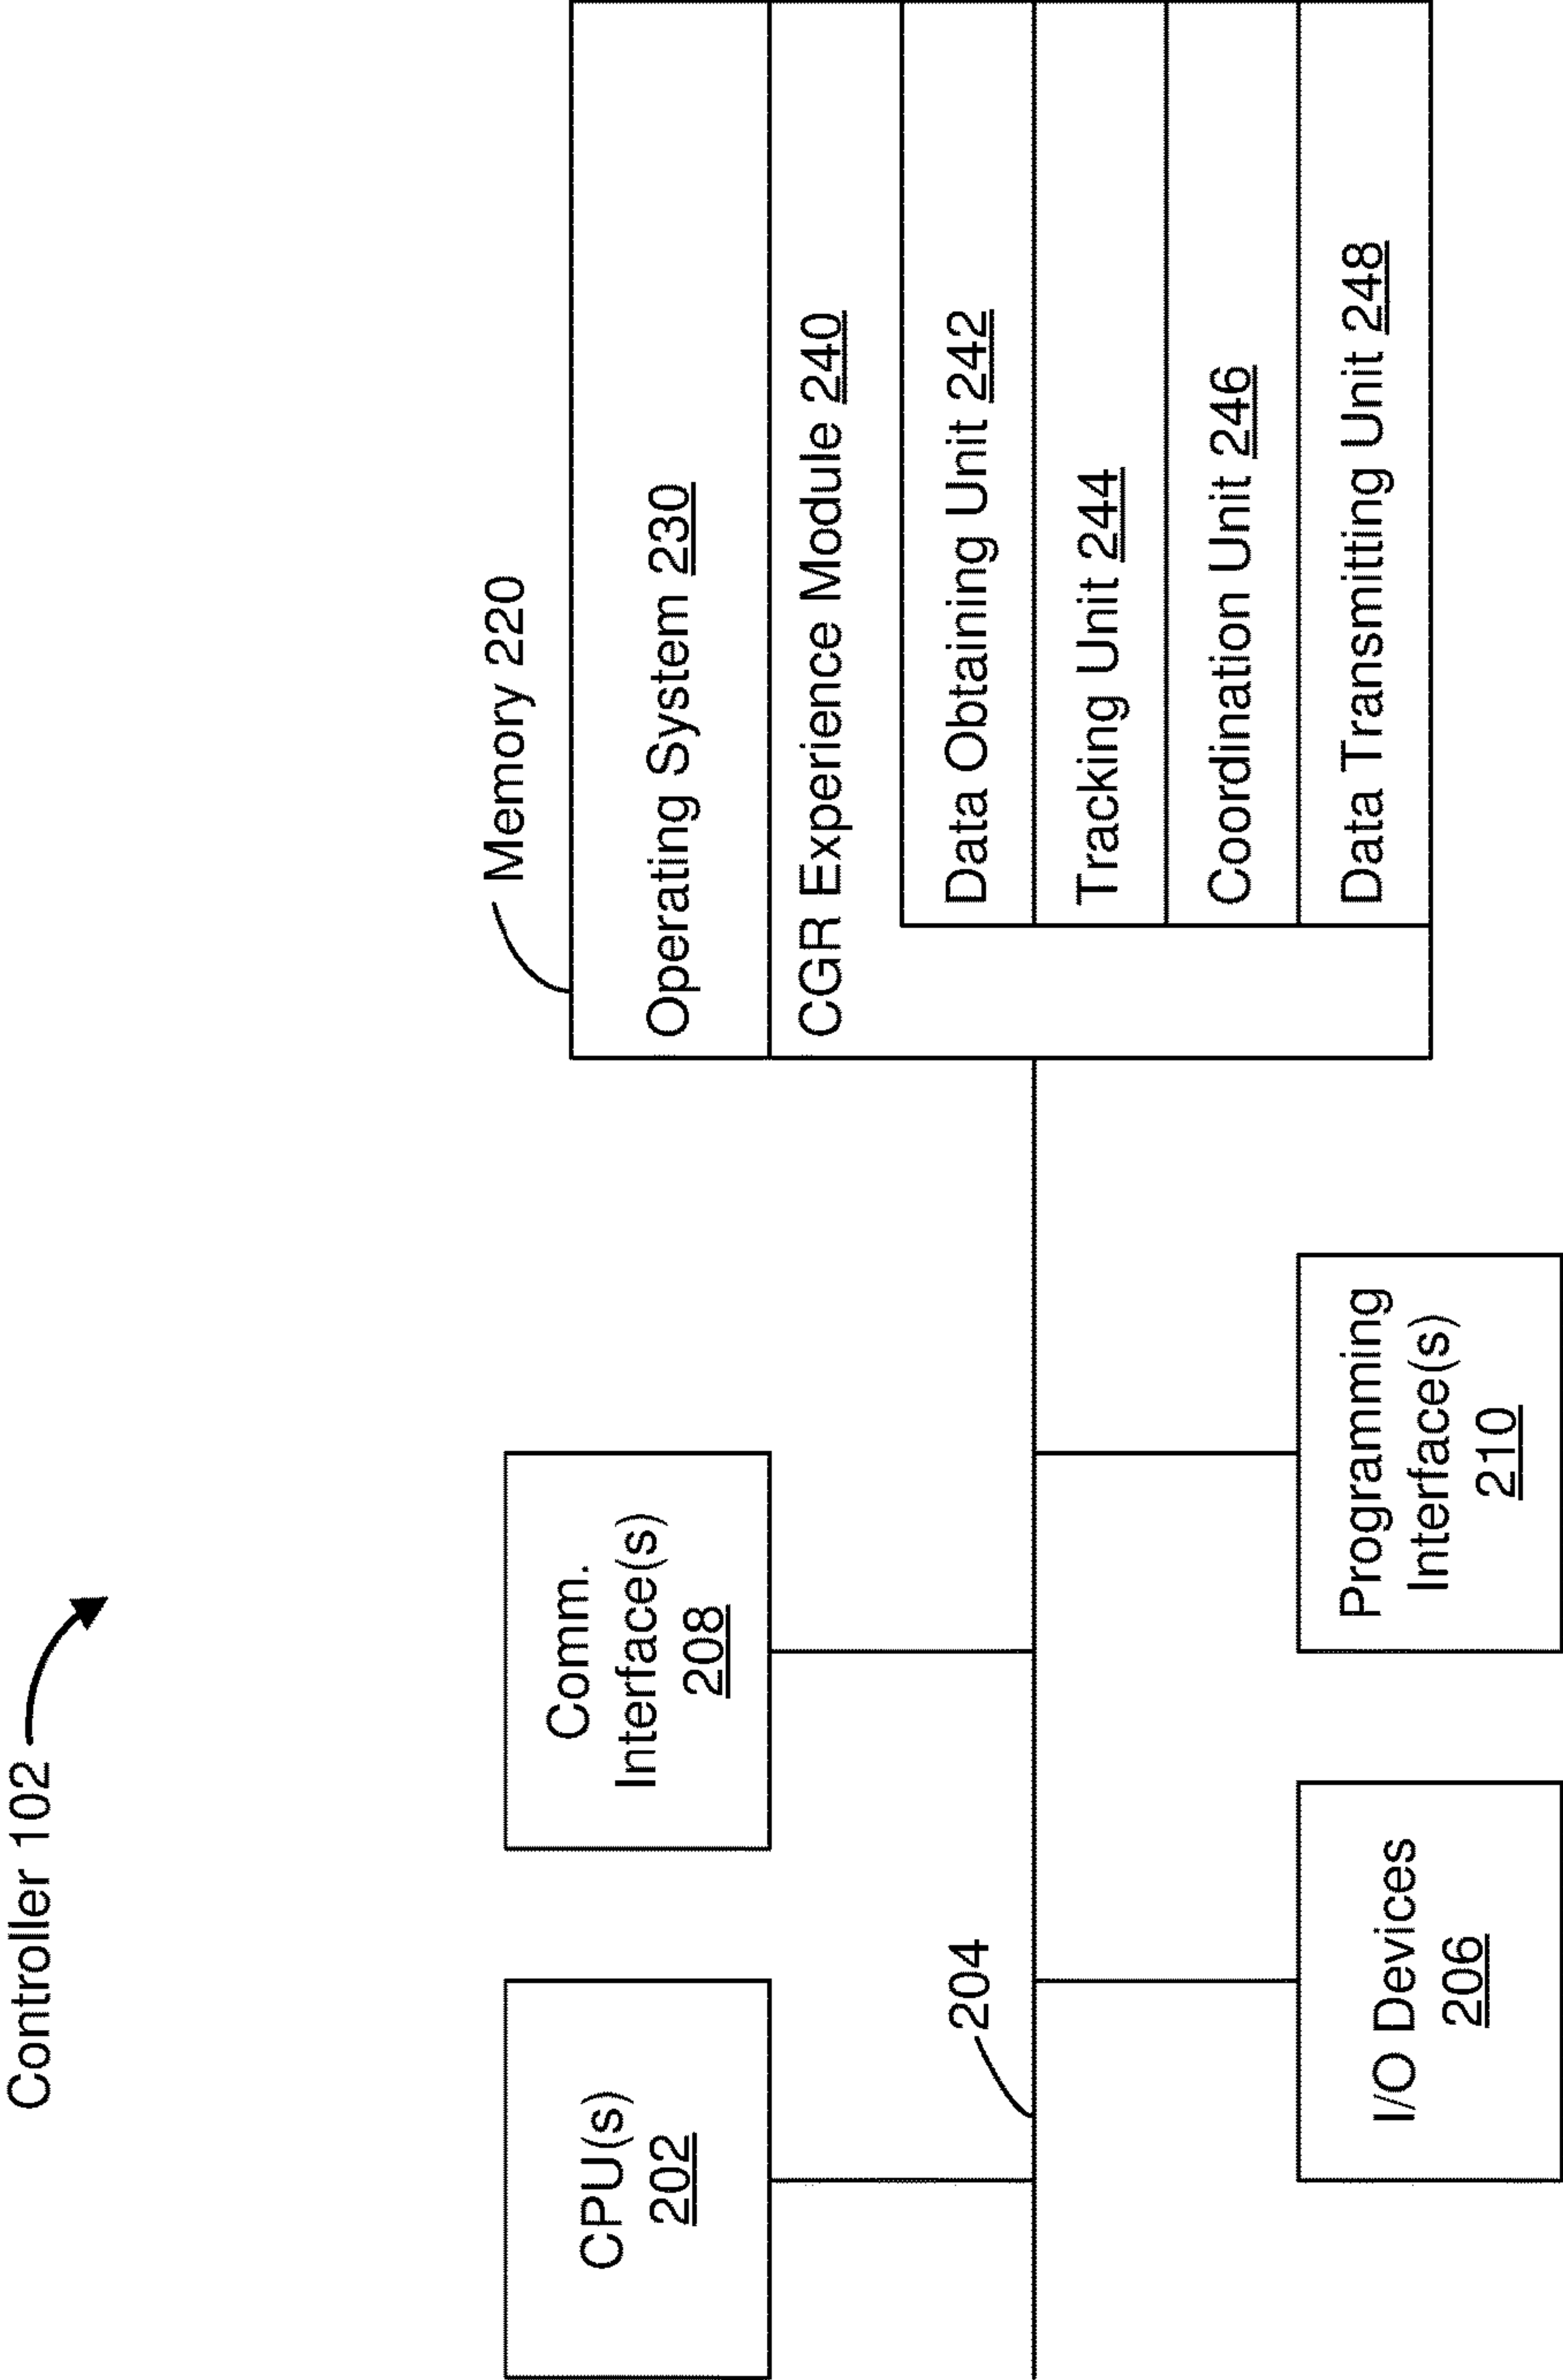 Controller 102
CPU(s)
202
Comm.
Interface(s)
208
Memory 220
Operating System 230
CGR Experience Module 240
Data Obtaining Unit 242
Tracking Unit 244
Coordination Unit 246
Data Transmitting Unit 248
204
I/O Devices
206
Programming
Interface(s)
210